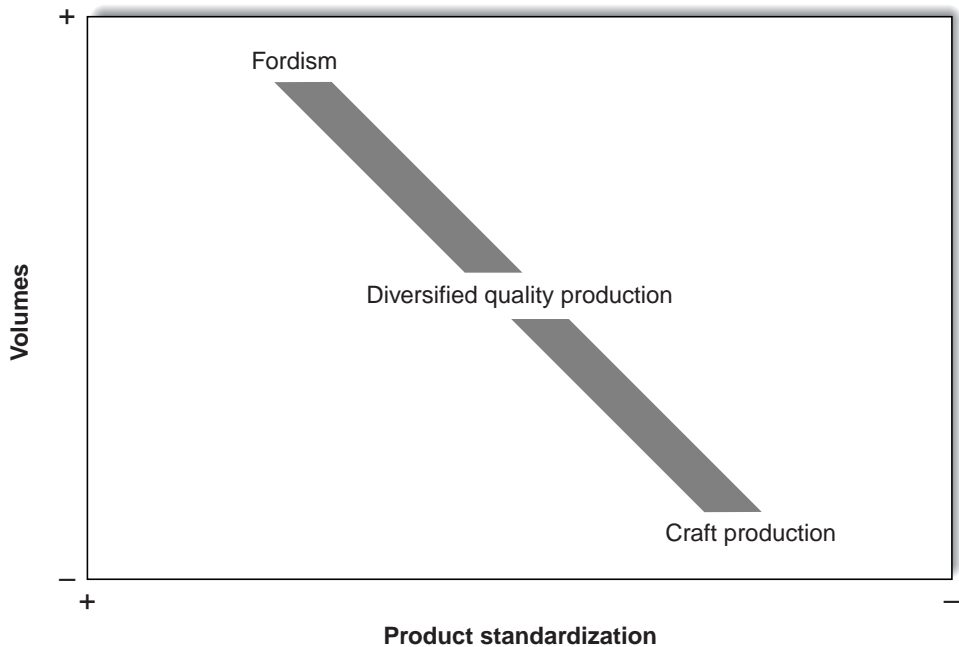 +
Fordism
Diversified quality production
Volumes
Craft production
–
+
–
Product standardization